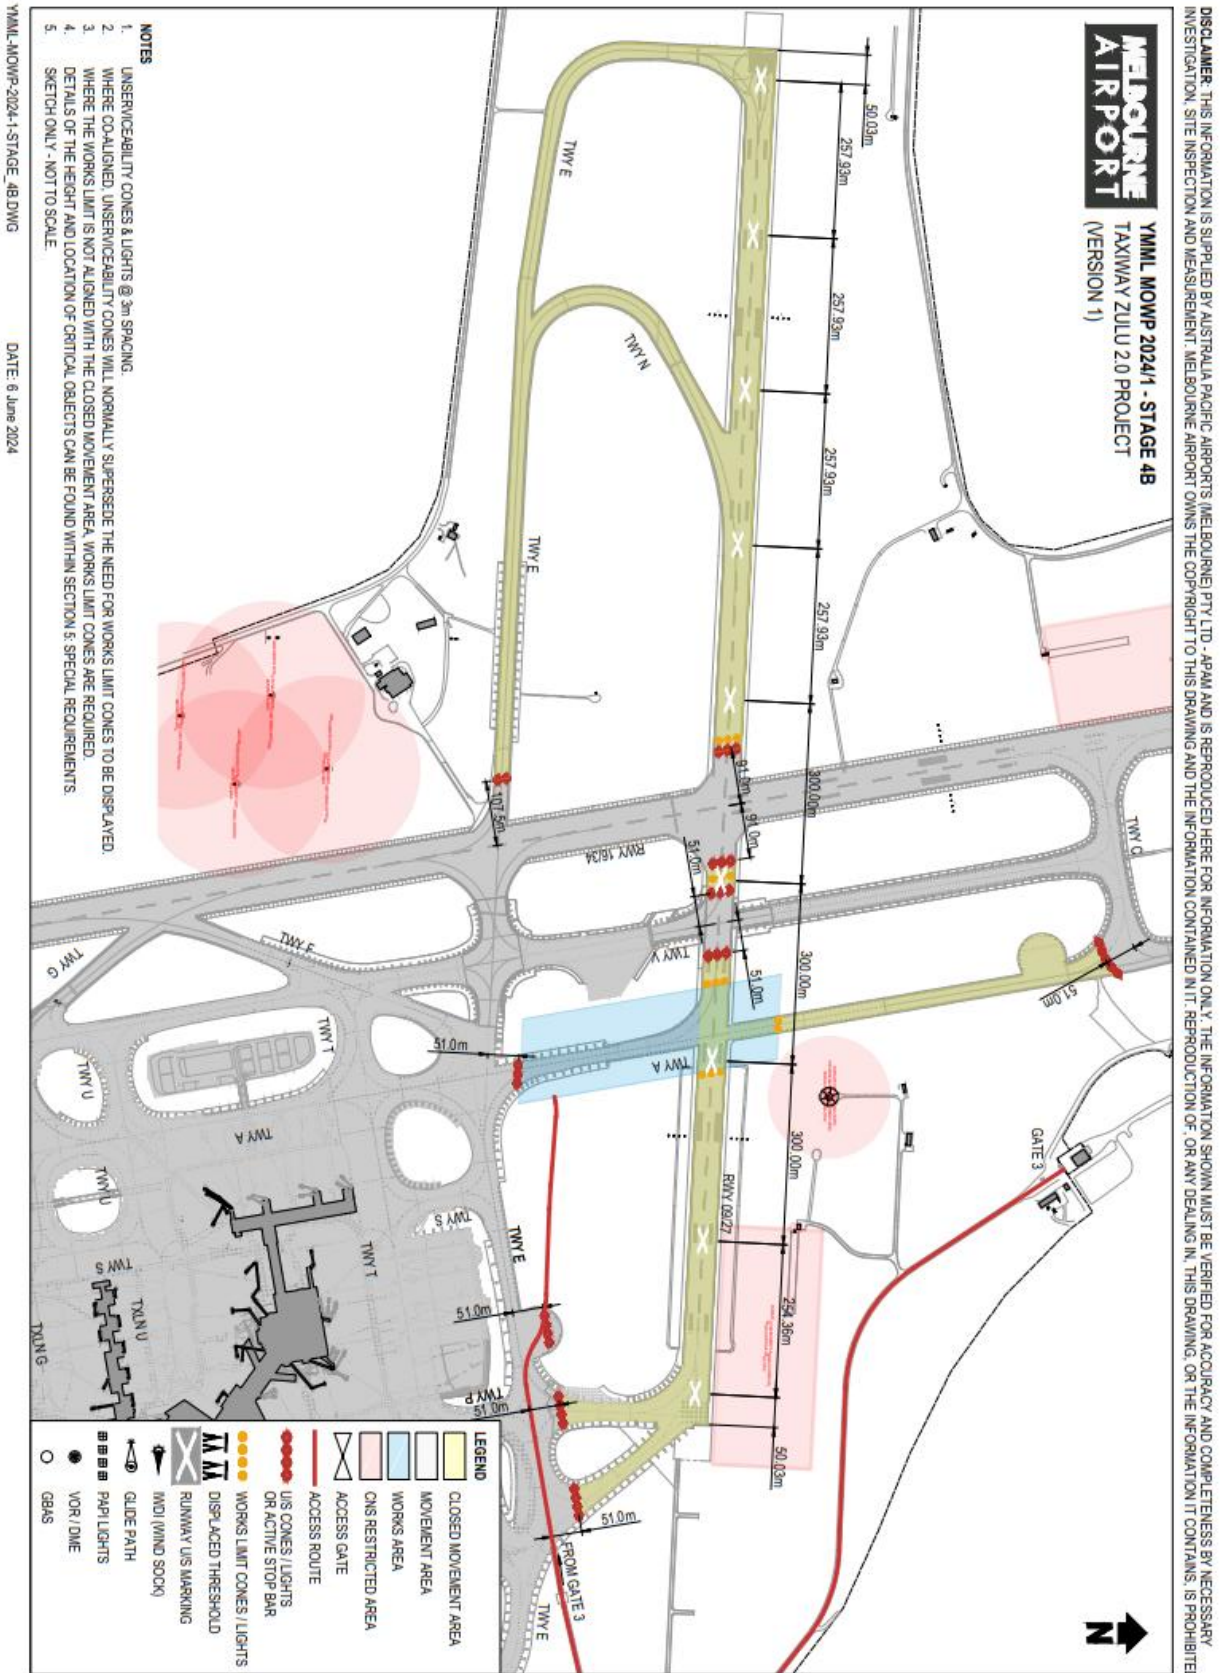 DISCLAIMER: THIS INFORMATION IS SUPPLIED BY AUSTRALIA PACIFIC AIRPORTS (MELBOURNE) PTY LTD - APAM AND IS REPRODUCED HERE FOR INFORMATION ONLY. THE INFORMATION SHOWN MUST BE VERIFIED FOR ACCURACY AND COMPLETENESS BY NECESSARY
INVESTIGATION, SITE INSPECTION AND MEASUREMENT. MELBOURNE AIRPORT OWNS THE COPYRIGHT TO THIS DRAWING AND THE INFORMATION CONTAINED IN IT. REPRODUCTION OF, OR ANY DEALING IN, THIS DRAWING, OR THE INFORMATION IT CONTAINS, IS PROHIBITE
MELBOURNE
AIRPORT
YMML MOWP 2024/1 - STAGE 4B
TAXIWAY ZULU 2.0 PROJECT
(VERSION 1)
N
50.03m
257.93m
257.93m
257.93m
257.93m
300.00m
300.00m
300.00m
254.36m
50.03m
TWY E
TWY N
TWY E
91.0m
91.0m
107.5m
51.0m
RWY 16/34
TWY C
51.0m
TWY V
51.0m
TWY A
51.0m
GATE 3
RWY 09/27
TWY F
TWY G
TWY T
TWY U
TWY A
TWY U
TWY S
TWY S
TWY T
TWY E
51.0m
TWY P
51.0m
51.0m
FROM GATE 3
TWY E
TXLN U
TXLN G
LEGEND
CLOSED MOVEMENT AREA
MOVEMENT AREA
WORKS AREA
CNS RESTRICTED AREA
ACCESS GATE
ACCESS ROUTE
U/S CONES / LIGHTS
OR ACTIVE STOP BAR
WORKS LIMIT CONES / LIGHTS
DISPLACED THRESHOLD
RUNWAY U/S MARKING
IWDI (WIND SOCK)
GLIDE PATH
PAPI LIGHTS
VOR / DME
GBAS
NOTES
1. UNSERVICEABILITY CONES & LIGHTS @ 3m SPACING.
2. WHERE CO-ALIGNED, UNSERVICEABILITY CONES WILL NORMALLY SUPERSEDE THE NEED FOR WORKS LIMIT CONES TO BE DISPLAYED.
3. WHERE THE WORKS LIMIT IS NOT ALIGNED WITH THE CLOSED MOVEMENT AREA, WORKS LIMIT CONES ARE REQUIRED.
4. DETAILS OF THE HEIGHT AND LOCATION OF CRITICAL OBJECTS CAN BE FOUND WITHIN SECTION 5: SPECIAL REQUIREMENTS.
5. SKETCH ONLY - NOT TO SCALE.
YMML-MOWP-2024-1-STAGE_4B.DWG DATE: 6 June 2024